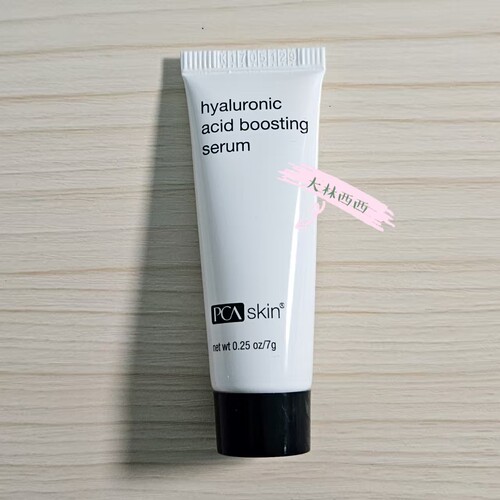 hyaluronic
acid boosting
serum
大林西西
PCA skin®
net wt 0.25 oz/7g